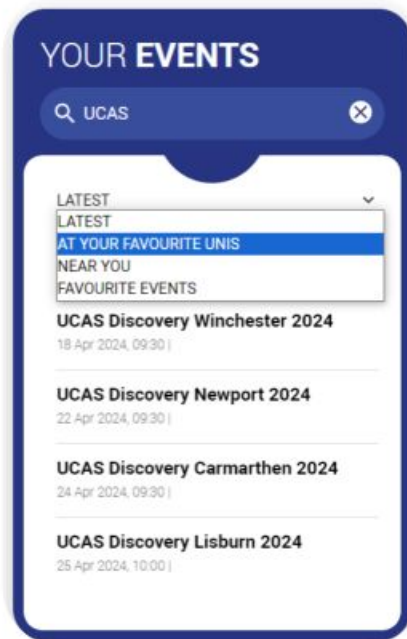 YOUR EVENTS
UCAS
LATEST
LATEST
AT YOUR FAVOURITE UNIS
NEAR YOU
FAVOURITE EVENTS
UCAS Discovery Winchester 2024
18 Apr 2024, 09:30 |
UCAS Discovery Newport 2024
22 Apr 2024, 09:30 |
UCAS Discovery Carmarthen 2024
24 Apr 2024, 09:30 |
UCAS Discovery Lisburn 2024
25 Apr 2024, 10:00 |